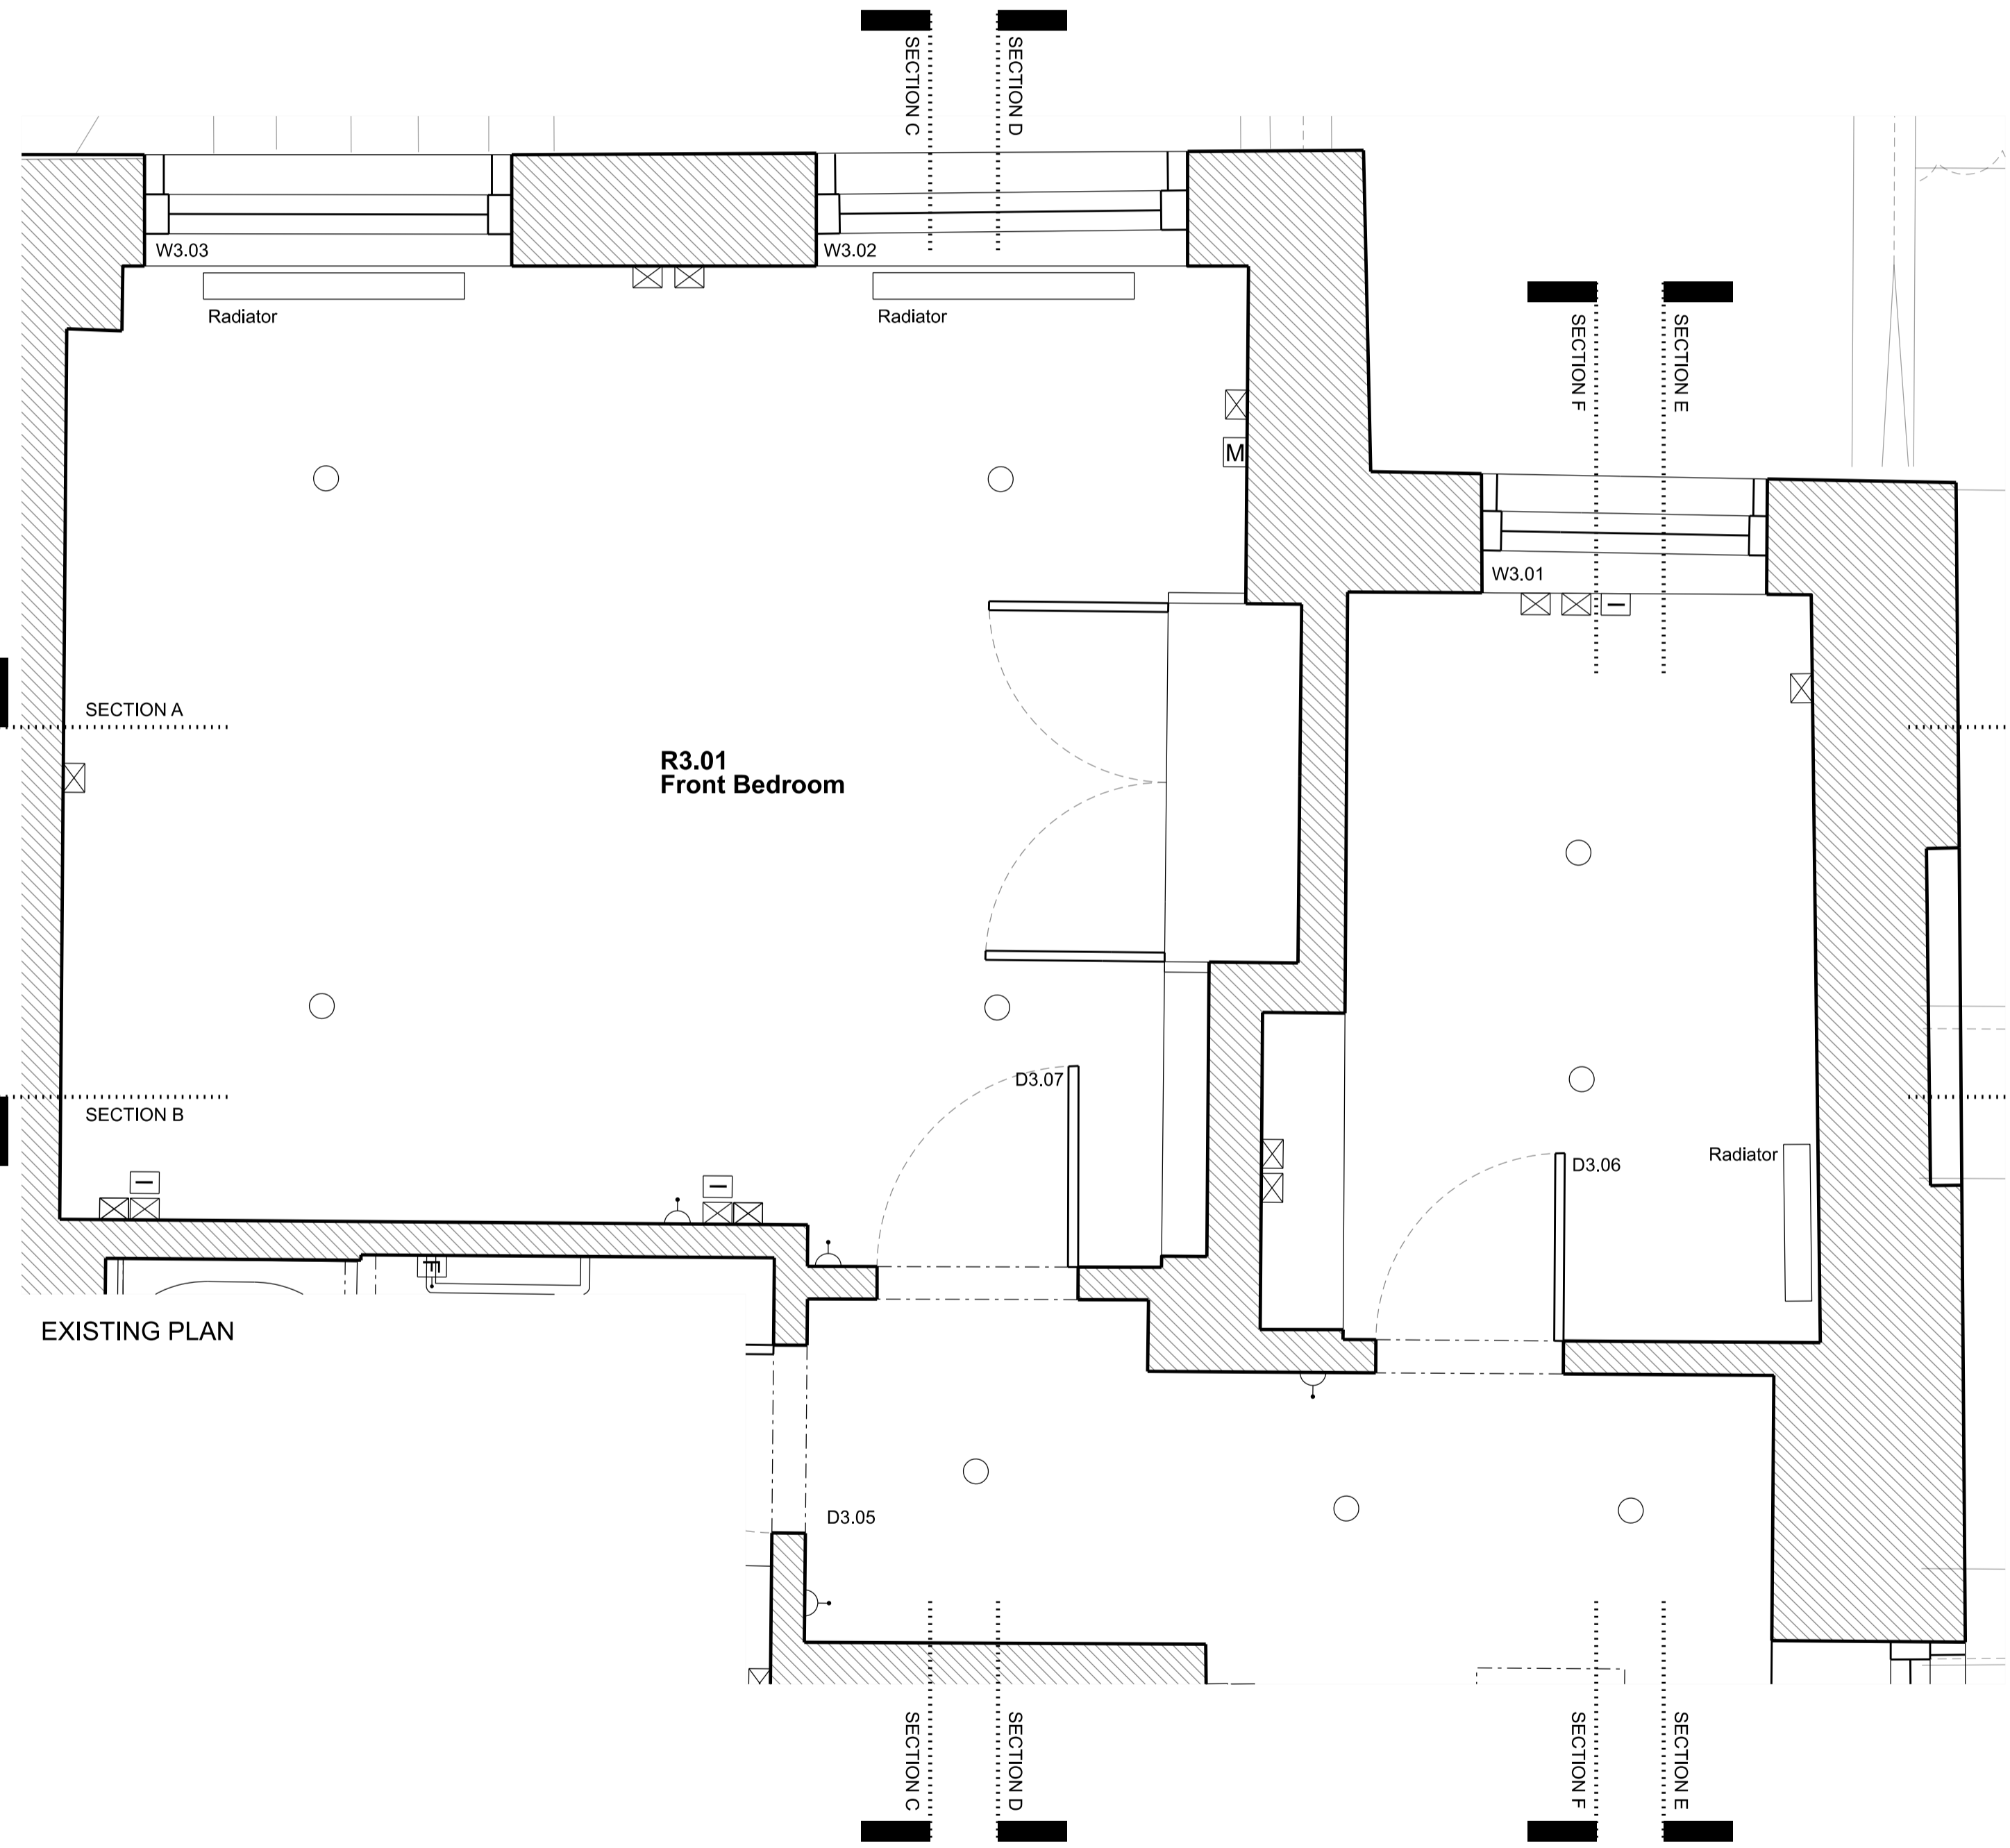 SECTION C
SECTION D
W3.03
W3.02
Radiator
Radiator
SECTION F
SECTION E
M
W3.01
SECTION A
R3.01
Front Bedroom
D3.07
SECTION B
Radiator
D3.06
EXISTING PLAN
D3.05
SECTION C
SECTION D
SECTION F
SECTION E